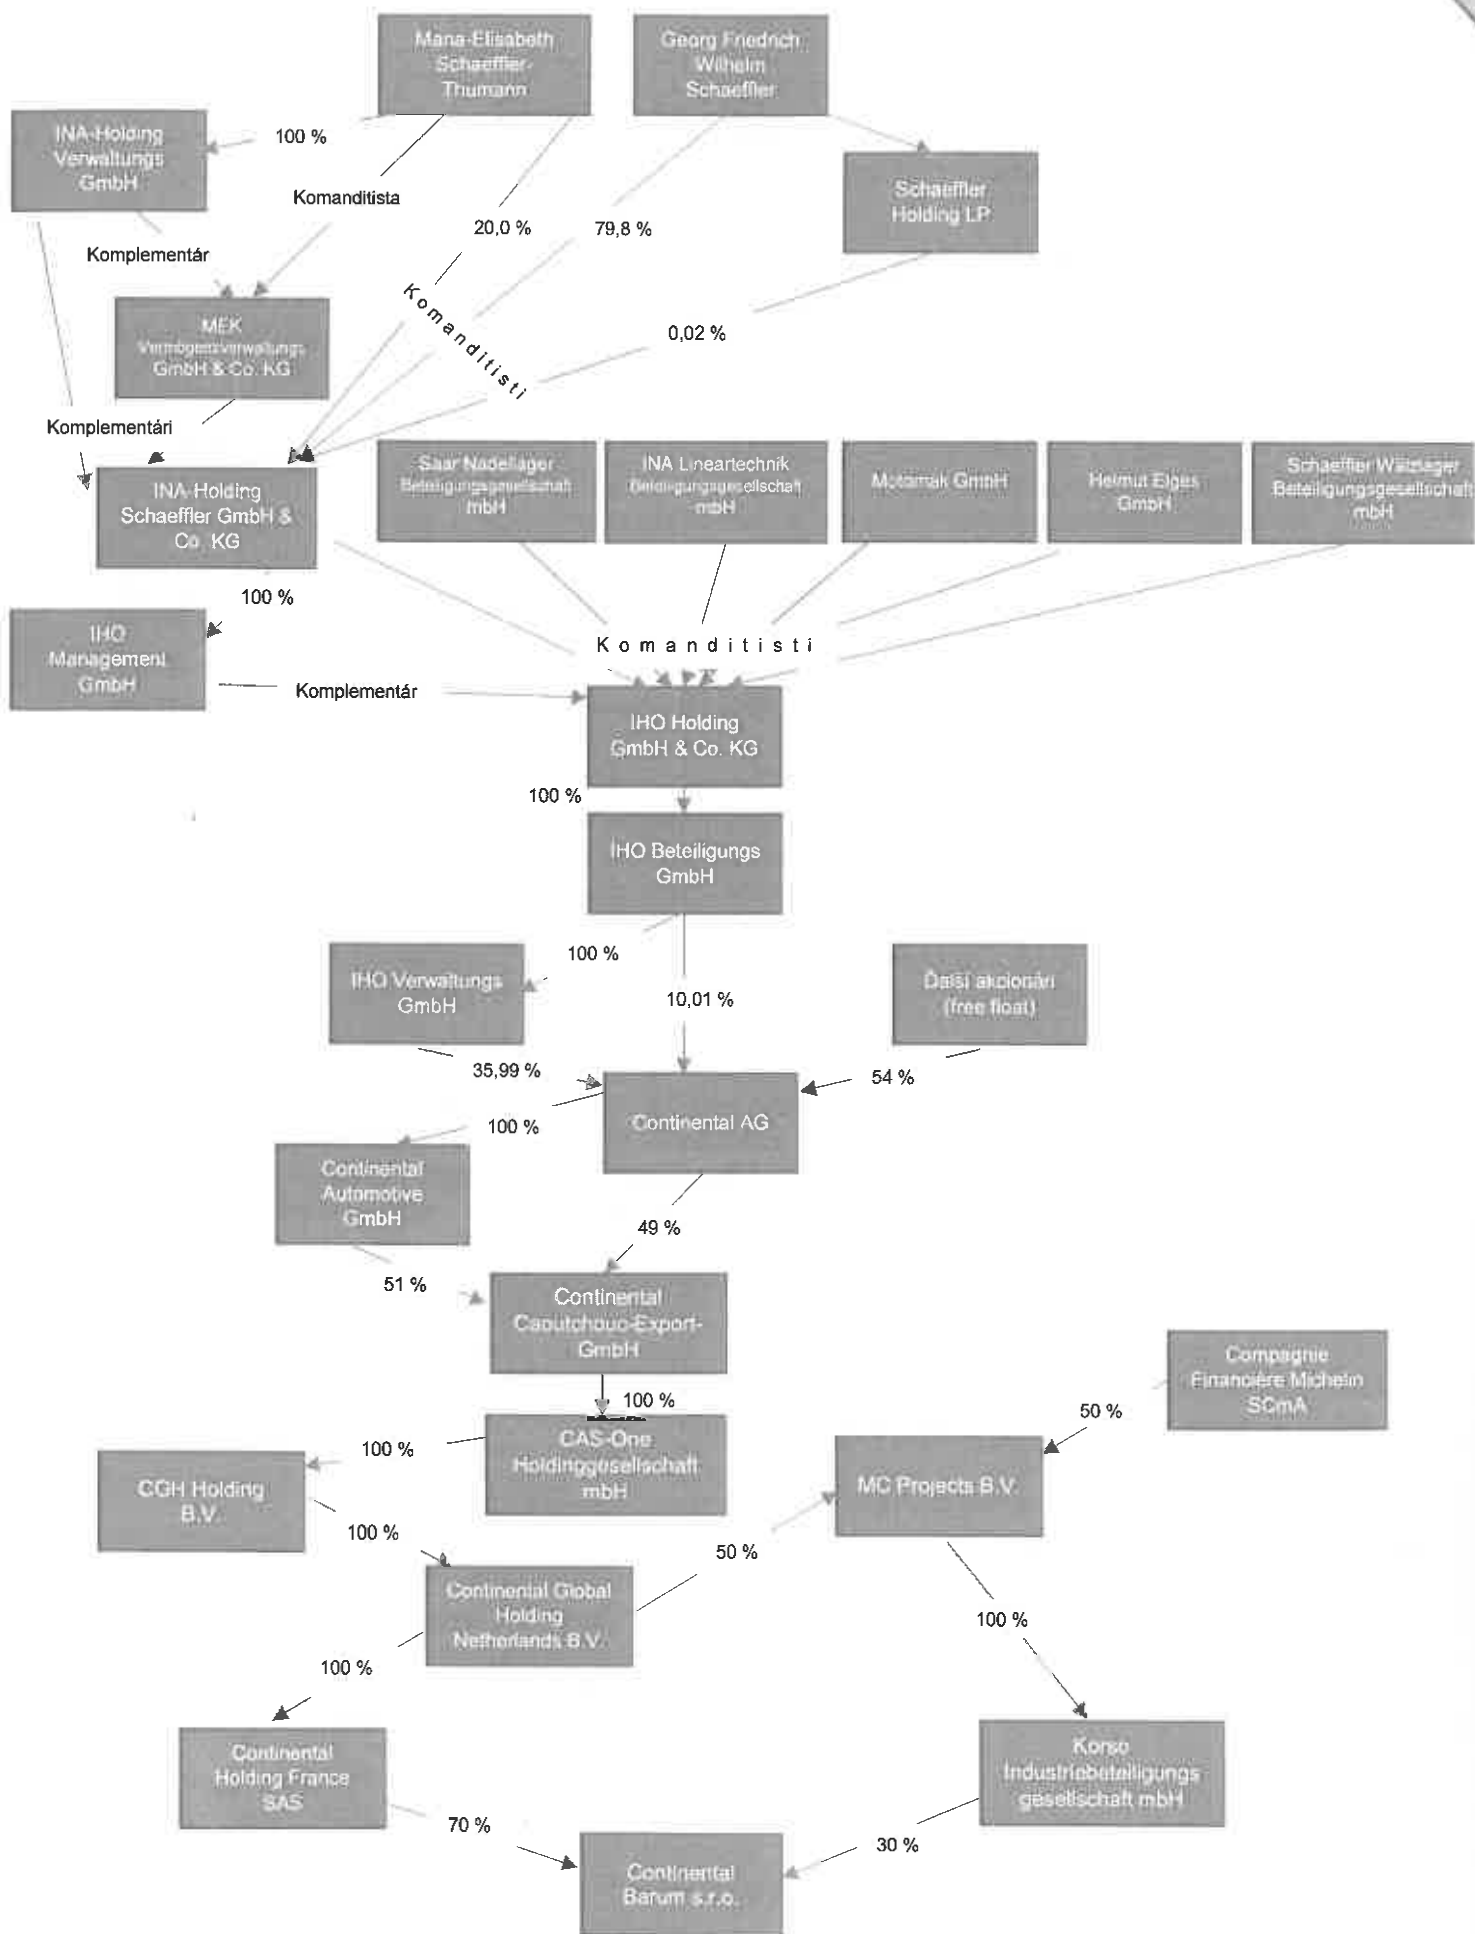 Maria-Elisabeth
Schaeffler-
Thumann
Georg Friedrich
Wilhelm
Schaeffler
INA-Holding
Verwaltungs
GmbH
100 %
Schaeffler
Holding LP
Komanditista
20,0 %
79,8 %
Komplementár
MEK
Vermögensverwaltungs
GmbH & Co. KG
Komanditisti
0,02 %
Komplementári
INA-Holding
Schaeffler GmbH &
Co. KG
Saar Nadellager
Beteiligungsgesellschaft
mbH
INA Lineartechnik
Beteiligungsgesellschaft
mbH
Motomak GmbH
Helmut Elges
GmbH
Schaeffler Wälzlager
Beteiligungsgesellschaft
mbH
100 %
IHO
Management
GmbH
Komanditisti
Komplementár
IHO Holding
GmbH & Co. KG
100 %
IHO Beteiligungs
GmbH
100 %
IHO Verwaltungs
GmbH
10,01 %
Ďalší akcionári
(free float)
35,99 %
54 %
Continental AG
100 %
Continental
Automotive
GmbH
49 %
51 %
Continental
Caoutchouc-Export-
GmbH
Compagnie
Financière Michelin
SCmA
100 %
50 %
CAS-One
Holdinggesellschaft
mbH
100 %
CGH Holding
B.V.
MC Projects B.V.
100 %
50 %
Continental Global
Holding
Netherlands B.V.
100 %
100 %
Continental
Holding France
SAS
Korso
Industriebeteiligungs
gesellschaft mbH
70 %
30 %
Continental
Barum s.r.o.